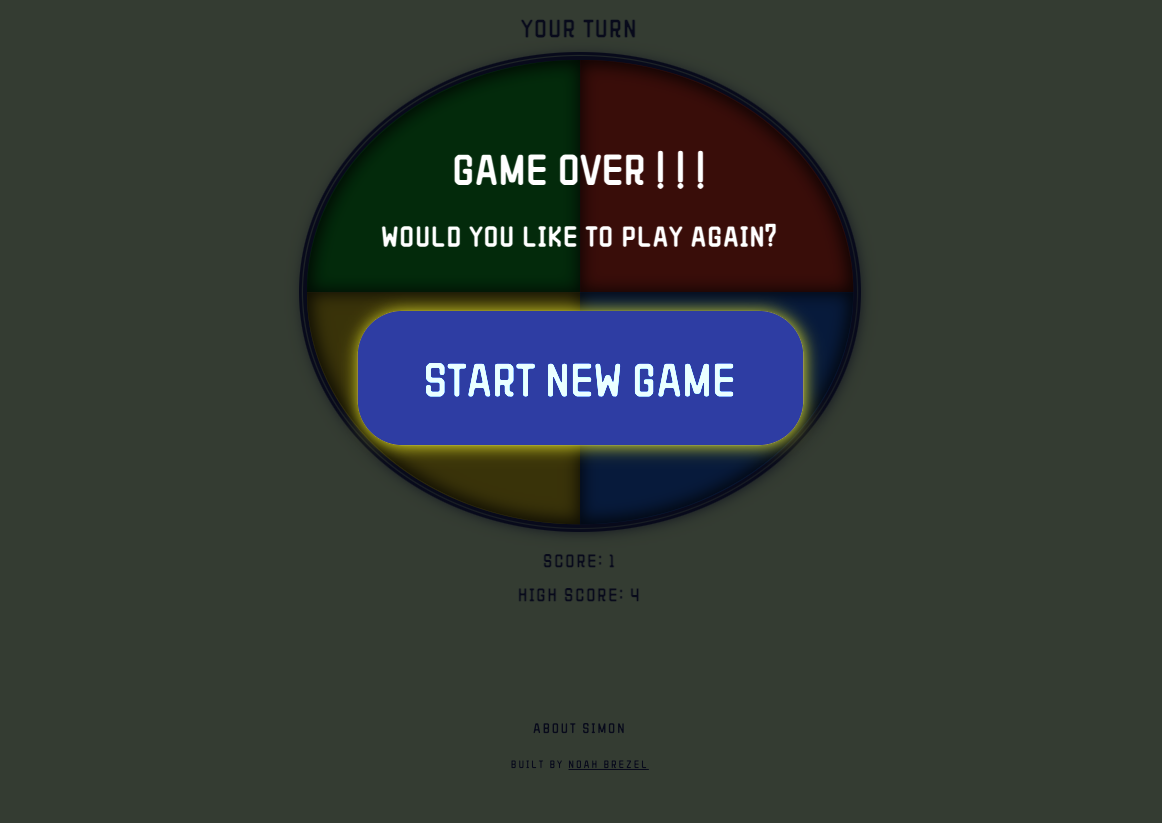 YOUR TURN
GAME OVER ! ! !
WOULD YOU LIKE TO PLAY AGAIN?
START NEW GAME
SCORE: 1
HIGH SCORE: 4
ABOUT SIMON
BUILT BY NOAH BREZEL